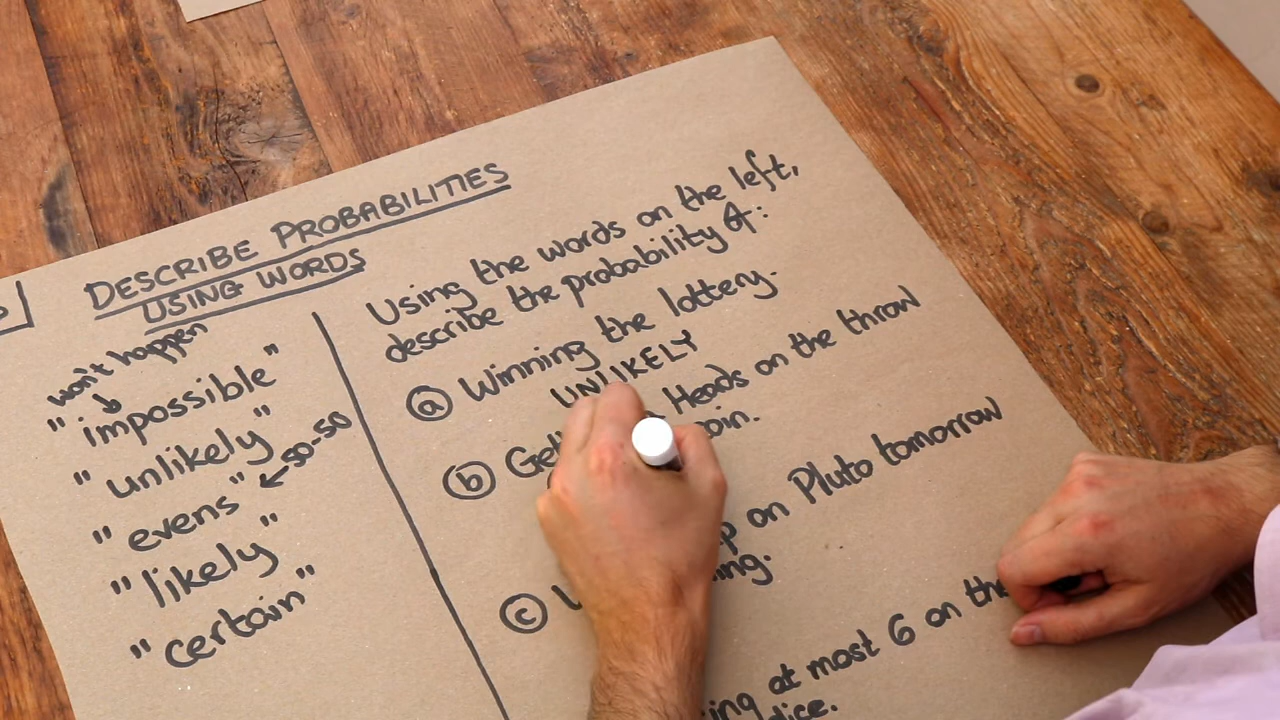 DESCRIBE PROBABILITIES
USING WORDS
won't happen
"impossible"
"unlikely"
"evens" 50-50
"likely"
"certain"
Using the words on the left,
describe the probability of:
(a) Winning the lottery.
UNLIKELY
(b) Heads on the throw
coin.
(c) on Pluto tomorrow
at most 6 on the
dice.